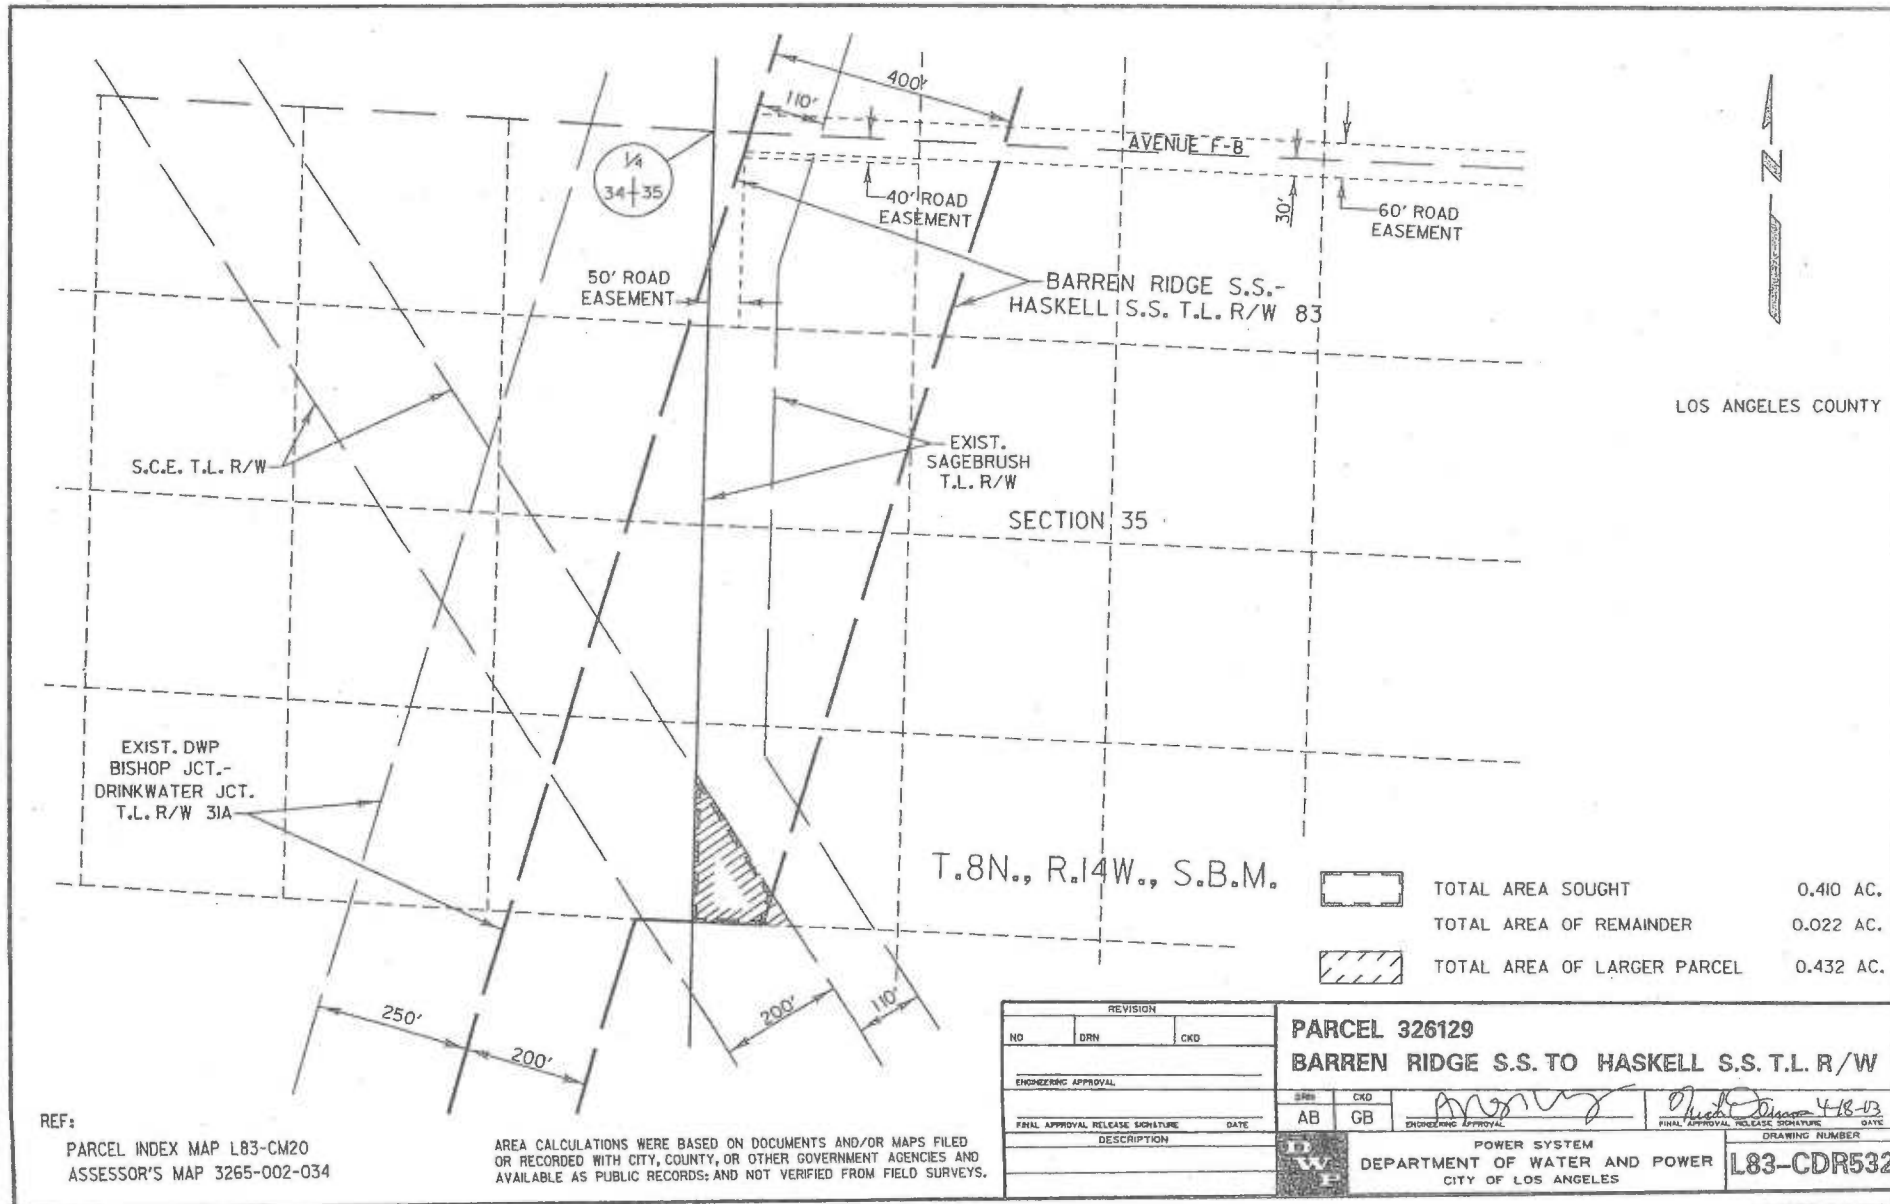 400'
110'
AVENUE F-8
1/4
34 35
40' ROAD
EASEMENT
30'
60' ROAD
EASEMENT
N
50' ROAD
EASEMENT
BARREN RIDGE S.S.-
HASKELL S.S. T.L. R/W 83
LOS ANGELES COUNTY
S.C.E. T.L. R/W
EXIST.
SAGEBRUSH
T.L. R/W
SECTION 35
EXIST. DWP
BISHOP JCT.-
DRINKWATER JCT.
T.L. R/W 31A
T.8N., R.14W., S.B.M.
TOTAL AREA SOUGHT 0.410 AC.
TOTAL AREA OF REMAINDER 0.022 AC.
TOTAL AREA OF LARGER PARCEL 0.432 AC.
250'
200'
200'
110'
REF:
PARCEL INDEX MAP L83-CM20
ASSESSOR'S MAP 3265-002-034
AREA CALCULATIONS WERE BASED ON DOCUMENTS AND/OR MAPS FILED
OR RECORDED WITH CITY, COUNTY, OR OTHER GOVERNMENT AGENCIES AND
AVAILABLE AS PUBLIC RECORDS; AND NOT VERIFIED FROM FIELD SURVEYS.
REVISION
NO DRN CKD
ENGINEERING APPROVAL
FINAL APPROVAL RELEASE SIGNATURE DATE
DESCRIPTION
PARCEL 326129
BARREN RIDGE S.S. TO HASKELL S.S. T.L. R/W
DRN CKD
AB GB
4-18-13
ENGINEERING APPROVAL
FINAL APPROVAL RELEASE SIGNATURE DATE
DWP
POWER SYSTEM
DEPARTMENT OF WATER AND POWER
CITY OF LOS ANGELES
DRAWING NUMBER
L83-CDR532